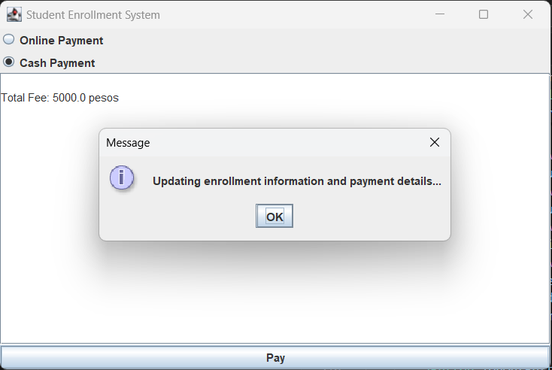 Student Enrollment System
Online Payment
Cash Payment
Total Fee: 5000.0 pesos
Message
Updating enrollment information and payment details...
OK
Pay